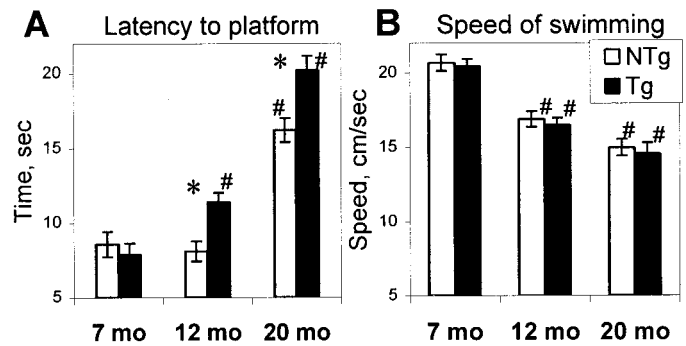 A Latency to platform
Time, sec
20
15
10
5
* #
#
* #
7 mo 12 mo 20 mo
B Speed of swimming
NTg
Tg
Speed, cm/sec
20
15
10
5
# #
# #
7 mo 12 mo 20 mo